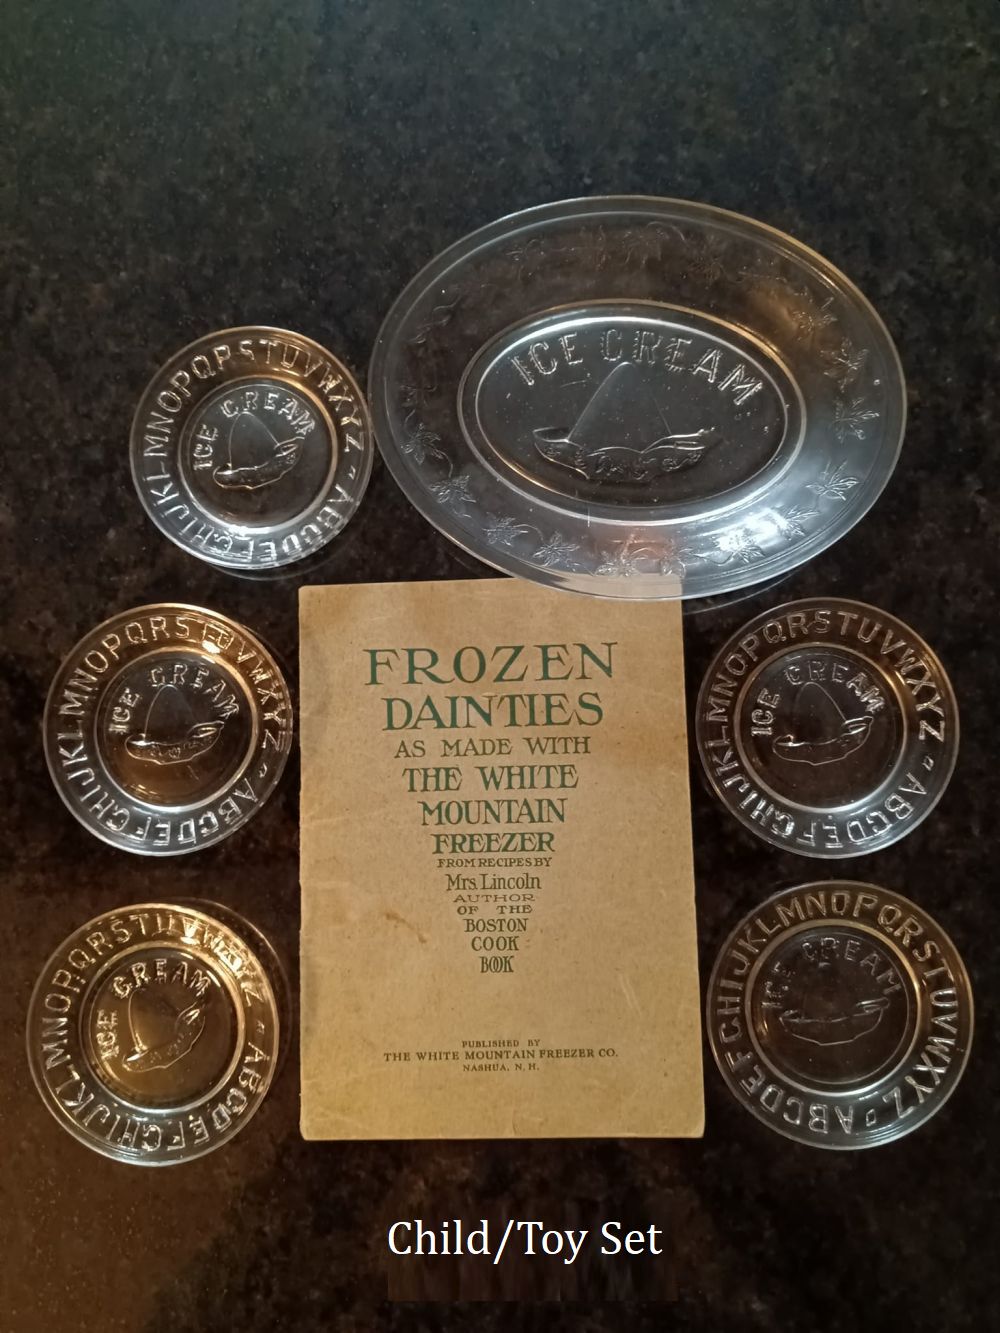 ICE CREAM
ABCDEFGHIJKLMNOPQRSTUVWXYZ
ICE CREAM
ABCDEFGHIJKLMNOPQRSTUVWXYZ
ICE CREAM
ABCDEFGHIJKLMNOPQRSTUVWXYZ
ICE CREAM
ABCDEFGHIJKLMNOPQRSTUVWXYZ
ICE CREAM
ABCDEFGHIJKLMNOPQRSTUVWXYZ
ICE CREAM
FROZEN
DAINTIES
AS MADE WITH
THE WHITE
MOUNTAIN
FREEZER
FROM RECIPES BY
Mrs. Lincoln
AUTHOR
OF THE
BOSTON
COOK
BOOK
PUBLISHED BY
THE WHITE MOUNTAIN FREEZER CO.
NASHUA, N. H.
Child/Toy Set